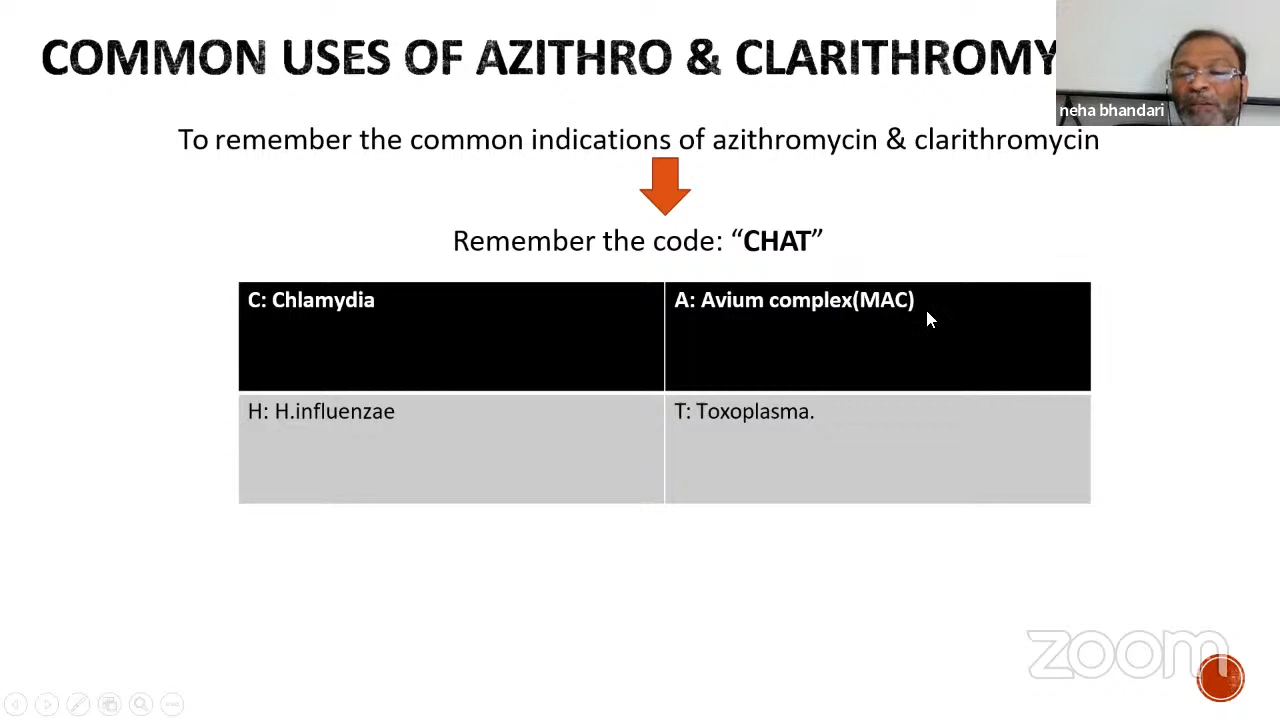 COMMON USES OF AZITHRO & CLARITHROMY
neha bhandari
To remember the common indications of azithromycin & clarithromycin
Remember the code: “CHAT”
C: Chlamydia
A: Avium complex(MAC)
H: H.influenzae
T: Toxoplasma.
zoom